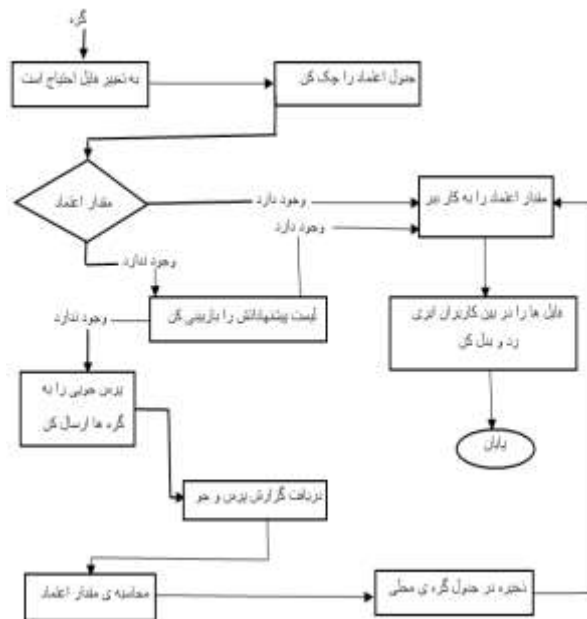 گره
به تغییر فایل احتیاج است
جدول اعتماد را چک کن
مقدار اعتماد
وجود دارد
وجود دارد
مقدار اعتماد را به کار ببر
وجود ندارد
لیست پیشنهاداتش را بازبینی کن
وجود ندارد
فایل ها را در بین کاربران ابری
رد و بدل کن
پرس جویی را به
گره ها ارسال کن
پایان
دریافت گزارش پرس و جو
محاسبه ی مقدار اعتماد
ذخیره در جدول گره ی محلی